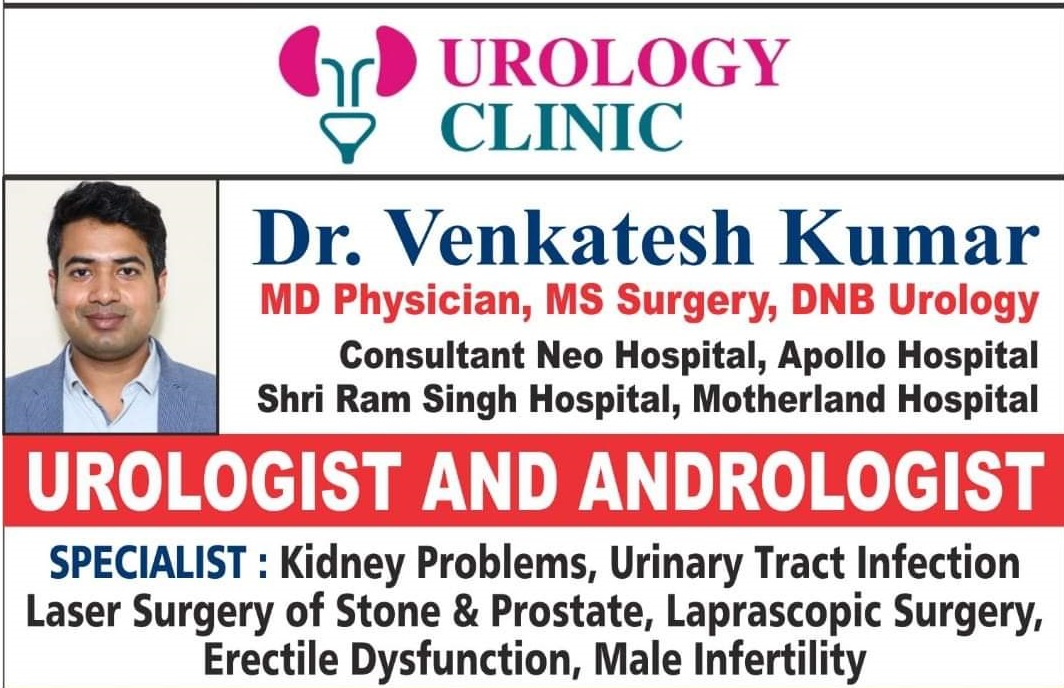 UROLOGY
CLINIC
Dr. Venkatesh Kumar
MD Physician, MS Surgery, DNB Urology
Consultant Neo Hospital, Apollo Hospital
Shri Ram Singh Hospital, Motherland Hospital
UROLOGIST AND ANDROLOGIST
SPECIALIST : Kidney Problems, Urinary Tract Infection
Laser Surgery of Stone & Prostate, Laprascopic Surgery,
Erectile Dysfunction, Male Infertility